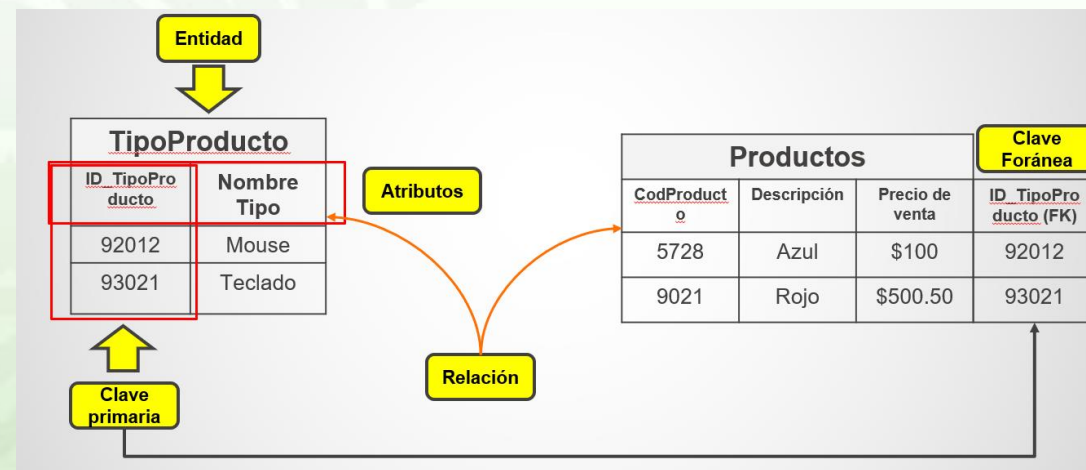 Entidad
TipoProducto
ID_TipoPro
ducto
Nombre
Tipo
92012
Mouse
93021
Teclado
Clave
primaria
Atributos
Relación
Productos
Clave
Foránea
CodProduct
o
Descripción
Precio de
venta
ID_TipoPro
ducto (FK)
5728
Azul
$100
92012
9021
Rojo
$500.50
93021